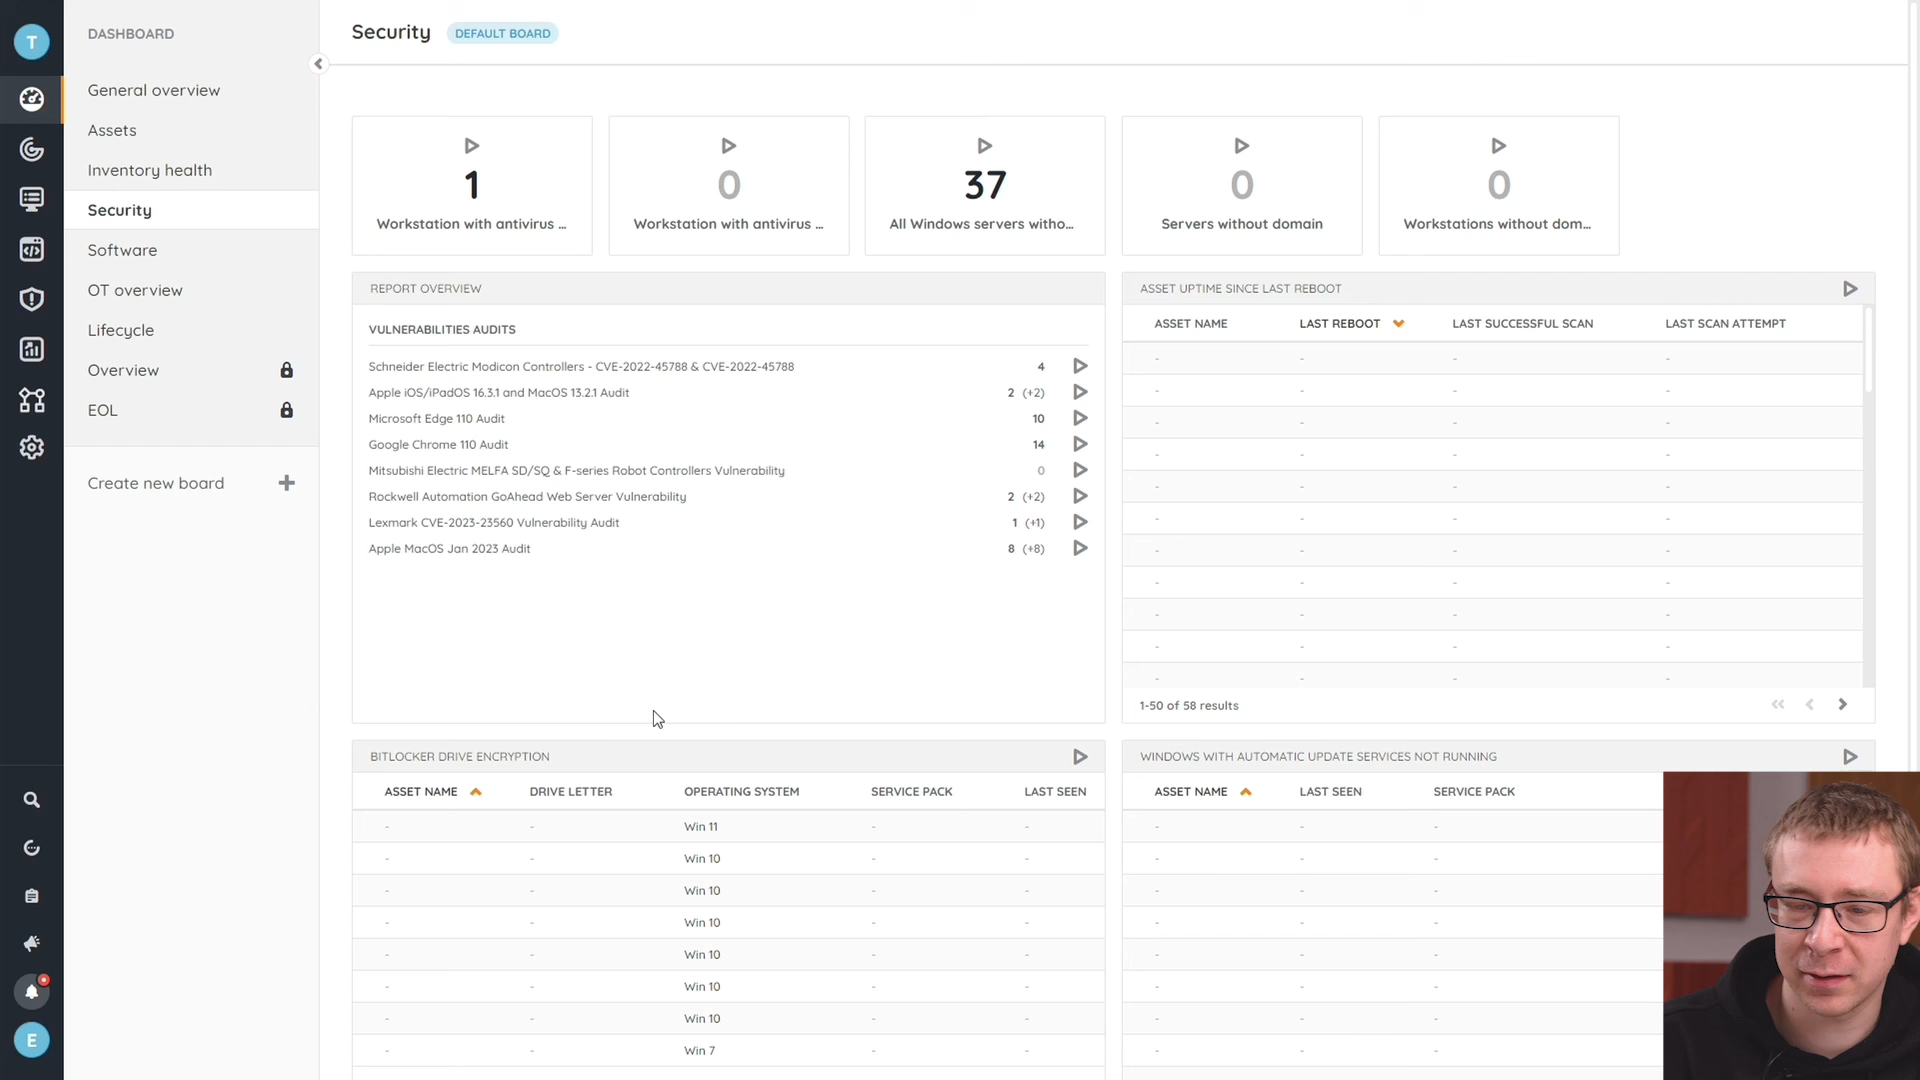 T
DASHBOARD
General overview
Assets
Inventory health
Security
Software
OT overview
Lifecycle
Overview
EOL
Create new board
E
Security DEFAULT BOARD
1
Workstation with antivirus ...
0
Workstation with antivirus ...
37
All Windows servers witho...
0
Servers without domain
0
Workstations without dom...
REPORT OVERVIEW
VULNERABILITIES AUDITS
Schneider Electric Modicon Controllers - CVE-2022-45788 & CVE-2022-45788 4
Apple iOS/iPadOS 16.3.1 and MacOS 13.2.1 Audit 2 (+2)
Microsoft Edge 110 Audit 10
Google Chrome 110 Audit 14
Mitsubishi Electric MELFA SD/SQ & F-series Robot Controllers Vulnerability 0
Rockwell Automation GoAhead Web Server Vulnerability 2 (+2)
Lexmark CVE-2023-23560 Vulnerability Audit 1 (+1)
Apple MacOS Jan 2023 Audit 8 (+8)
ASSET UPTIME SINCE LAST REBOOT
ASSET NAME LAST REBOOT LAST SUCCESSFUL SCAN LAST SCAN ATTEMPT
- - - -
- - - -
- - - -
- - - -
- - - -
- - - -
- - - -
- - - -
- - - -
- - - -
- - - -
1-50 of 58 results
BITLOCKER DRIVE ENCRYPTION
ASSET NAME DRIVE LETTER OPERATING SYSTEM SERVICE PACK LAST SEEN
- - Win 11 - -
- - Win 10 - -
- - Win 10 - -
- - Win 10 - -
- - Win 10 - -
- - Win 10 - -
- - Win 10 - -
- - Win 7 - -
WINDOWS WITH AUTOMATIC UPDATE SERVICES NOT RUNNING
ASSET NAME LAST SEEN SERVICE PACK
- - -
- - -
- - -
- - -
- - -
- - -
- - -
- - -